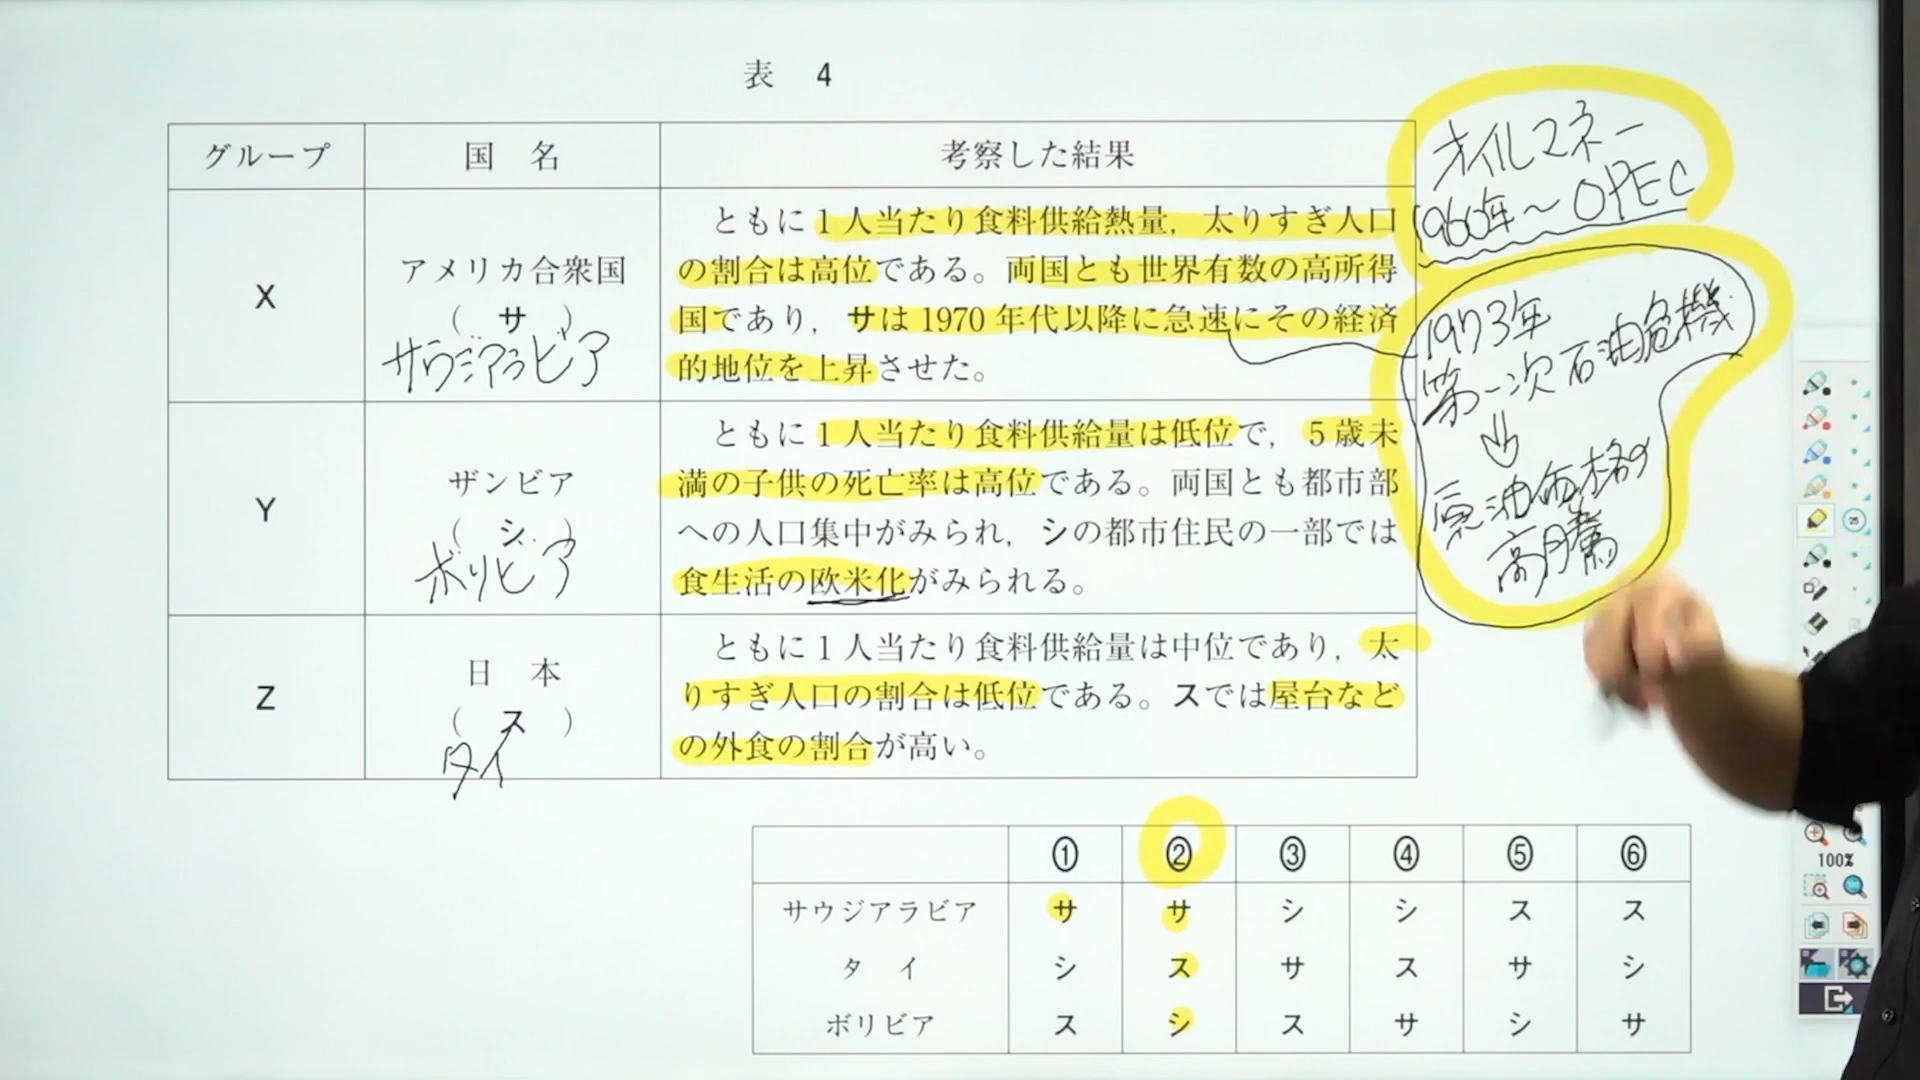 表 4
グループ
国 名
考察した結果
X
アメリカ合衆国
( サ )
サウジアラビア
ともに1人当たり食料供給熱量，太りすぎ人口
の割合は高位である。両国とも世界有数の高所得
国であり，サは1970年代以降に急速にその経済
的地位を上昇させた。
Y
ザンビア
( シ )
ボリビア
ともに1人当たり食料供給量は低位で，5歳未
満の子供の死亡率は高位である。両国とも都市部
への人口集中がみられ，シの都市住民の一部では
食生活の欧米化がみられる。
Z
日 本
( ス )
タイ
ともに1人当たり食料供給量は中位であり，太
りすぎ人口の割合は低位である。スでは屋台など
の外食の割合が高い。
オイルマネー
1960年〜OPEC
1973年
第一次石油危機
原油価格の
高騰
① ② ③ ④ ⑤ ⑥
サウジアラビア サ サ シ シ ス ス
タ イ シ ス サ ス サ シ
ボリビア ス シ ス サ シ サ
25
100%